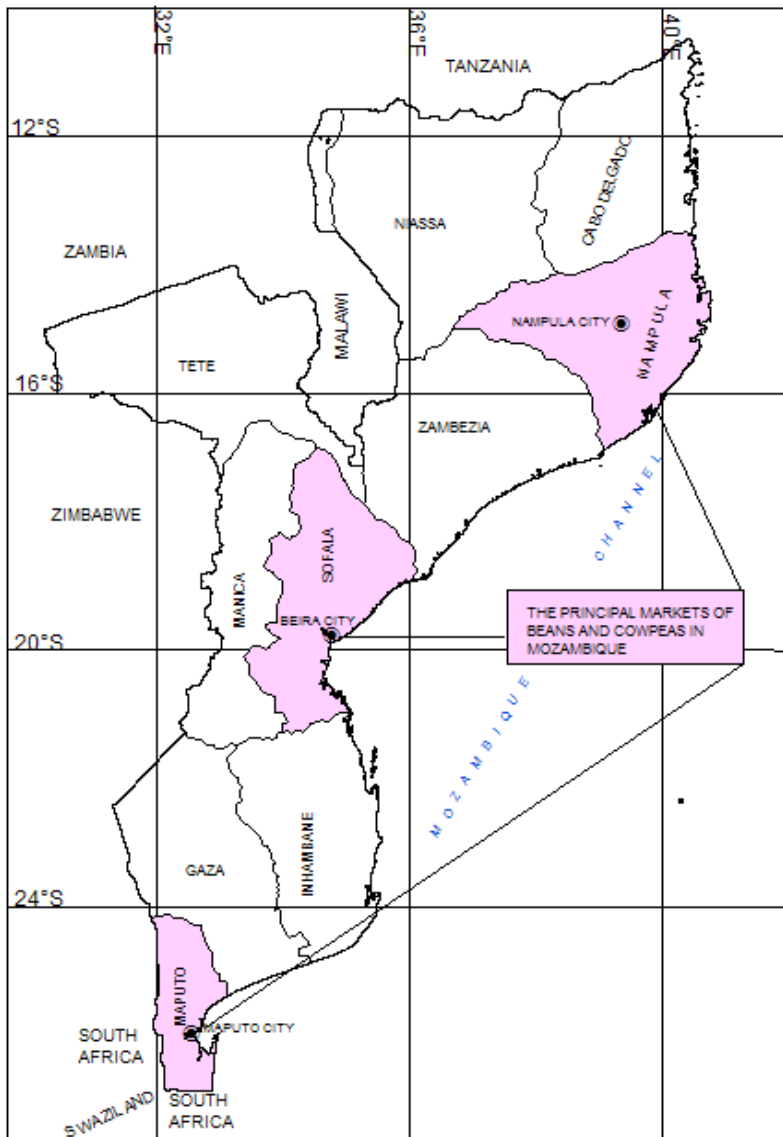 32°E
36°E
40°E
TANZANIA
12°S
CABO DELGADO
NIASSA
ZAMBIA
NAMPULA
NAMPULA CITY
MALAWI
TETE
16°S
ZAMBEZIA
CHANNEL
ZIMBABWE
SOFALA
MANICA
BEIRA CITY
THE PRINCIPAL MARKETS OF
BEANS AND COWPEAS IN
MOZAMBIQUE
20°S
MOZAMBIQUE
INHAMBANE
GAZA
24°S
MAPUTO
MAPUTO CITY
SOUTH
AFRICA
SWAZILAND
SOUTH
AFRICA